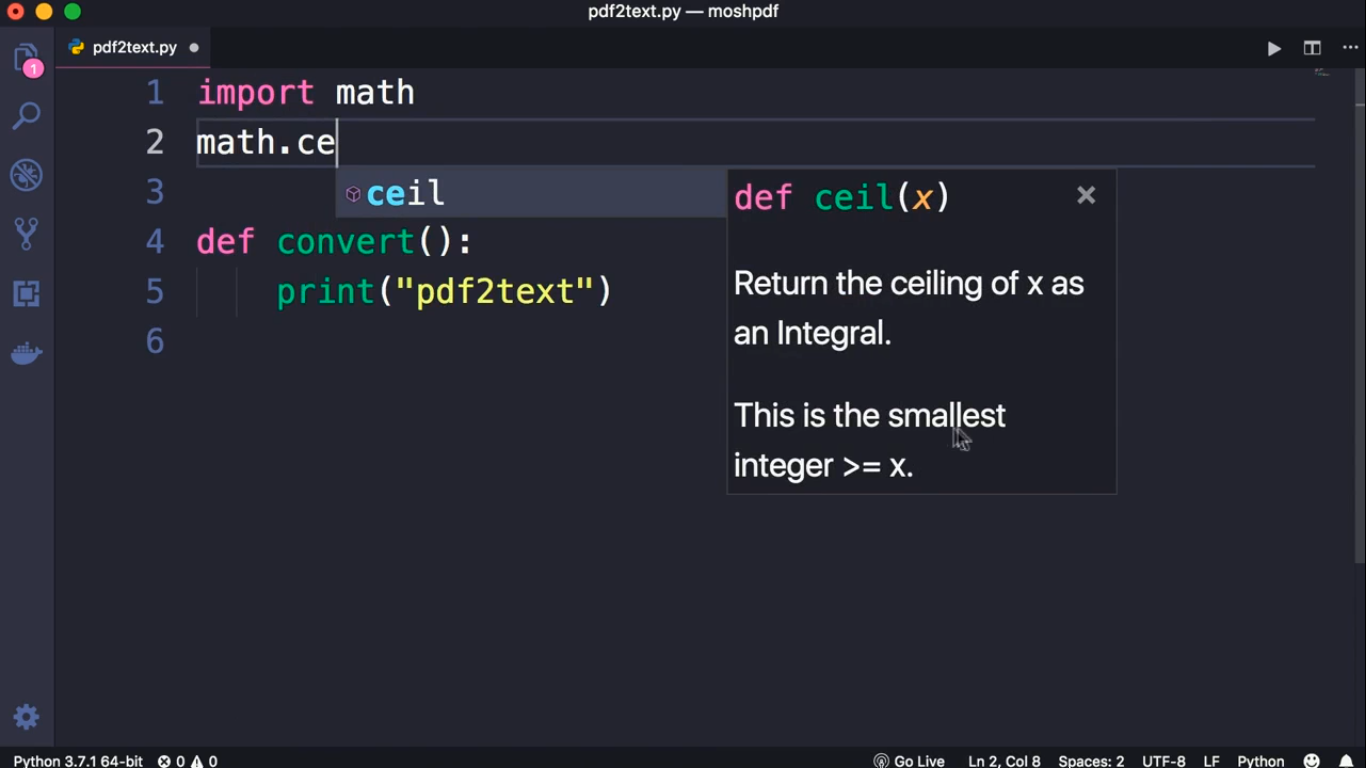 pdf2text.py — moshpdf
pdf2text.py
1
1 import math
2 math.ce
3
4 def convert():
5 print("pdf2text")
6
ceil
def ceil(x)
Return the ceiling of x as
an Integral.
This is the smallest
integer >= x.
Python 3.7.1 64-bit 0 0 Go Live Ln 2, Col 8 Spaces: 2 UTF-8 LF Python